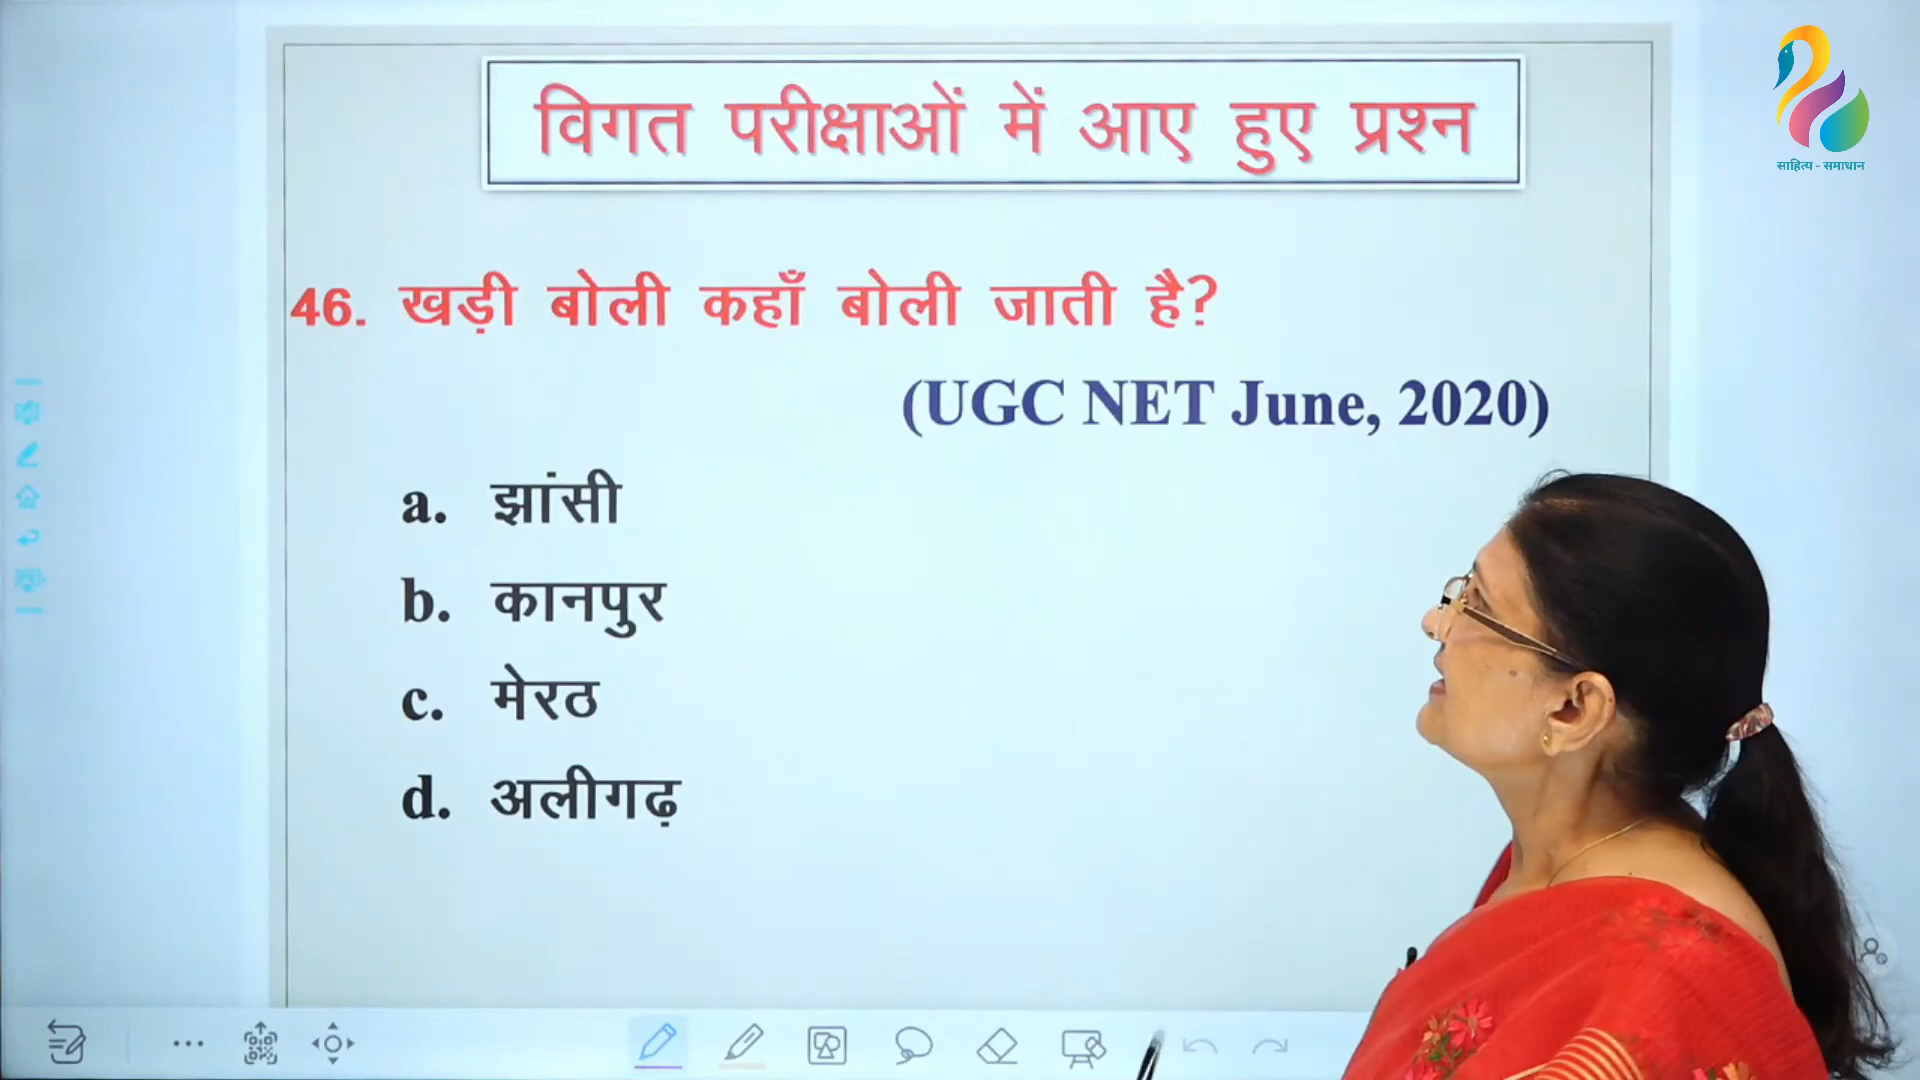 विगत परीक्षाओं में आए हुए प्रश्न
साहित्य - समाधान
46. खड़ी बोली कहाँ बोली जाती है?
(UGC NET June, 2020)
a. झांसी
b. कानपुर
c. मेरठ
d. अलीगढ़